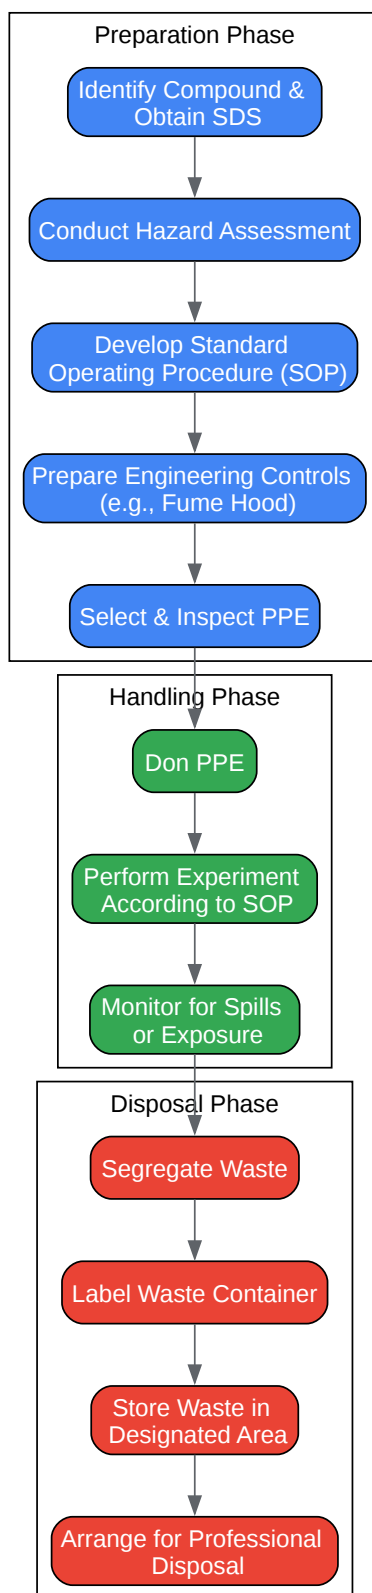 Preparation Phase
Identify Compound &
Obtain SDS
Conduct Hazard Assessment
Develop Standard
Operating Procedure (SOP)
Prepare Engineering Controls
(e.g., Fume Hood)
Select & Inspect PPE
Handling Phase
Don PPE
Perform Experiment
According to SOP
Monitor for Spills
or Exposure
Disposal Phase
Segregate Waste
Label Waste Container
Store Waste in
Designated Area
Arrange for Professional
Disposal